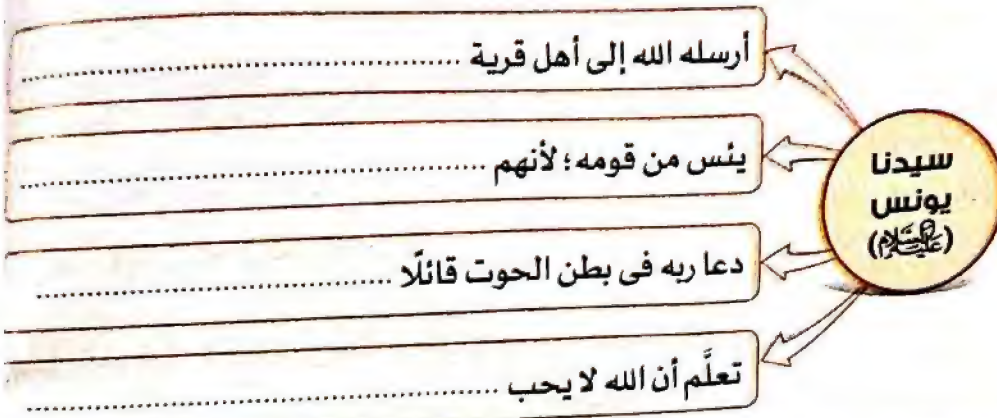 سيدنا
يونس
(عليه السلام)
أرسله الله إلى أهل قرية ........................................
يئس من قومه؛ لأنهم ........................................
دعا ربه فى بطن الحوت قائلًا ........................................
تعلَّم أن الله لا يحب ........................................